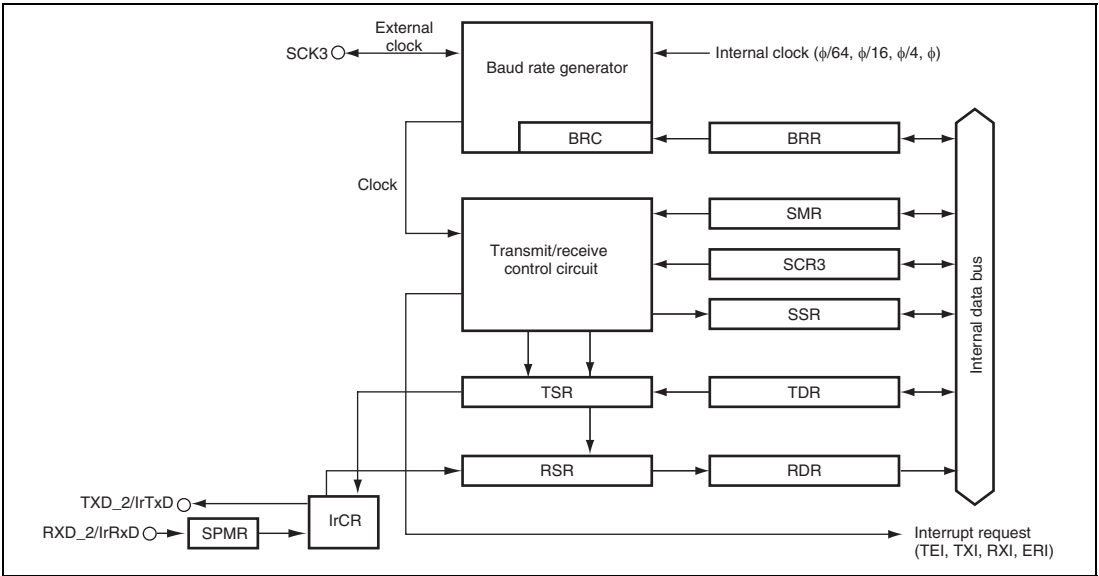 External
clock
SCK3
Baud rate generator
Internal clock (ϕ/64, ϕ/16, ϕ/4, ϕ)
BRC
BRR
Clock
Transmit/receive
control circuit
SMR
SCR3
SSR
Internal data bus
TSR
TDR
RSR
RDR
TXD_2/IrTxD
RXD_2/IrRxD
SPMR
IrCR
Interrupt request
(TEI, TXI, RXI, ERI)